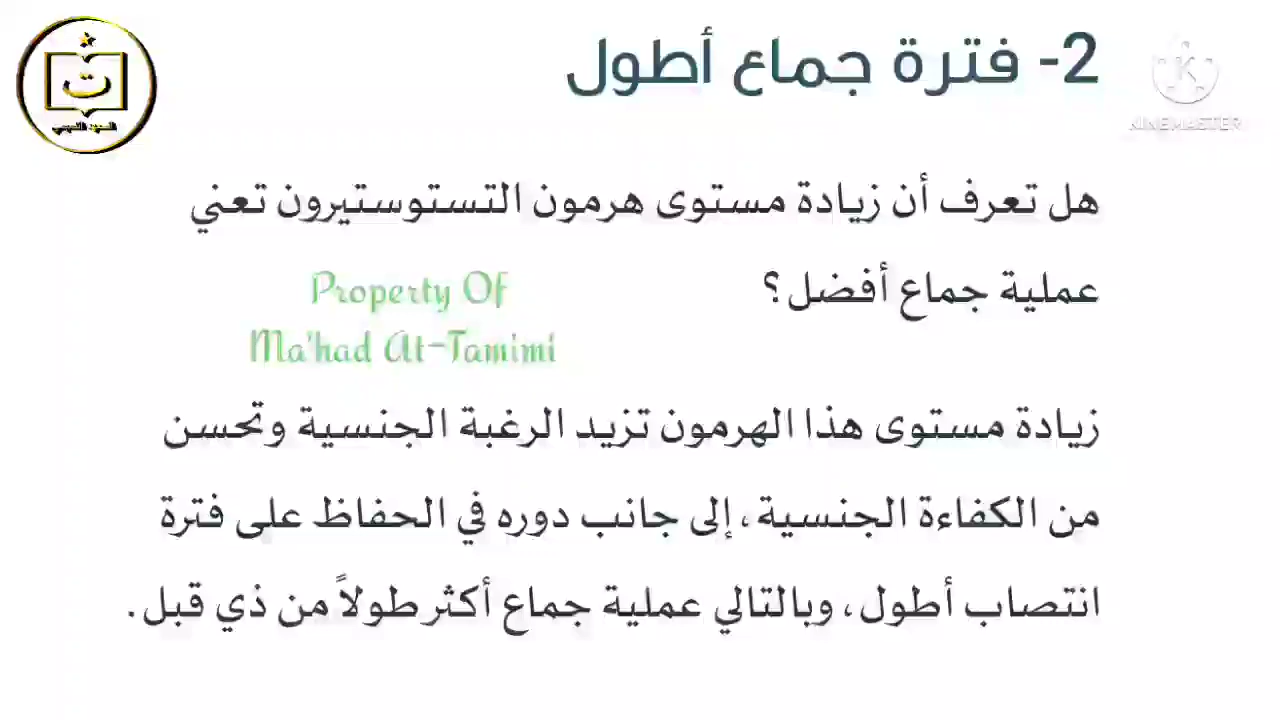 2- فترة جماع أطول
KINEMASTER
هل تعرف أن زيادة مستوى هرمون التستوستيرون تعني
عملية جماع أفضل؟
Property Of
Ma'had At-Tamimi
زيادة مستوى هذا الهرمون تزيد الرغبة الجنسية وتحسن
من الكفاءة الجنسية، إلى جانب دوره في الحفاظ على فترة
انتصاب أطول، وبالتالي عملية جماع أكثر طولاً من ذي قبل.